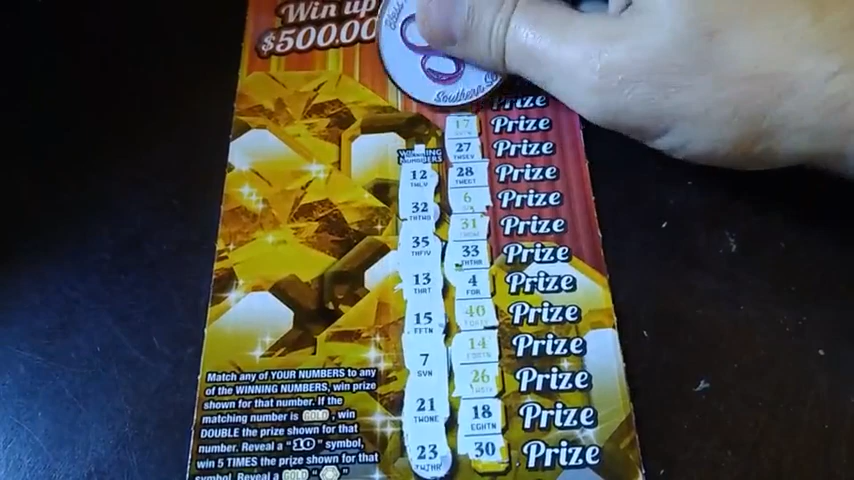 Win up
$500,00
Southern
Prize
17
Prize
WINNING
NUMBERS
27
THSEV
Prize
12
TWLV
28
TWEGT
Prize
32
THTWO
6
Prize
35
THFIV
31
Prize
33
THTHR
Prize
13
THRT
4
FOR
Prize
15
FFTN
40
FORTY
Prize
7
SVN
14
FORTN
Prize
21
TWONE
26
Prize
18
EGHTN
Prize
23
TWTHR
30
Prize
Match any of YOUR NUMBERS to any
of the WINNING NUMBERS, win prize
shown for that number. If the
matching number is GOLD, win
DOUBLE the prize shown for that
number. Reveal a "10" symbol,
win 5 TIMES the prize shown for that
symbol. Reveal a GOLD